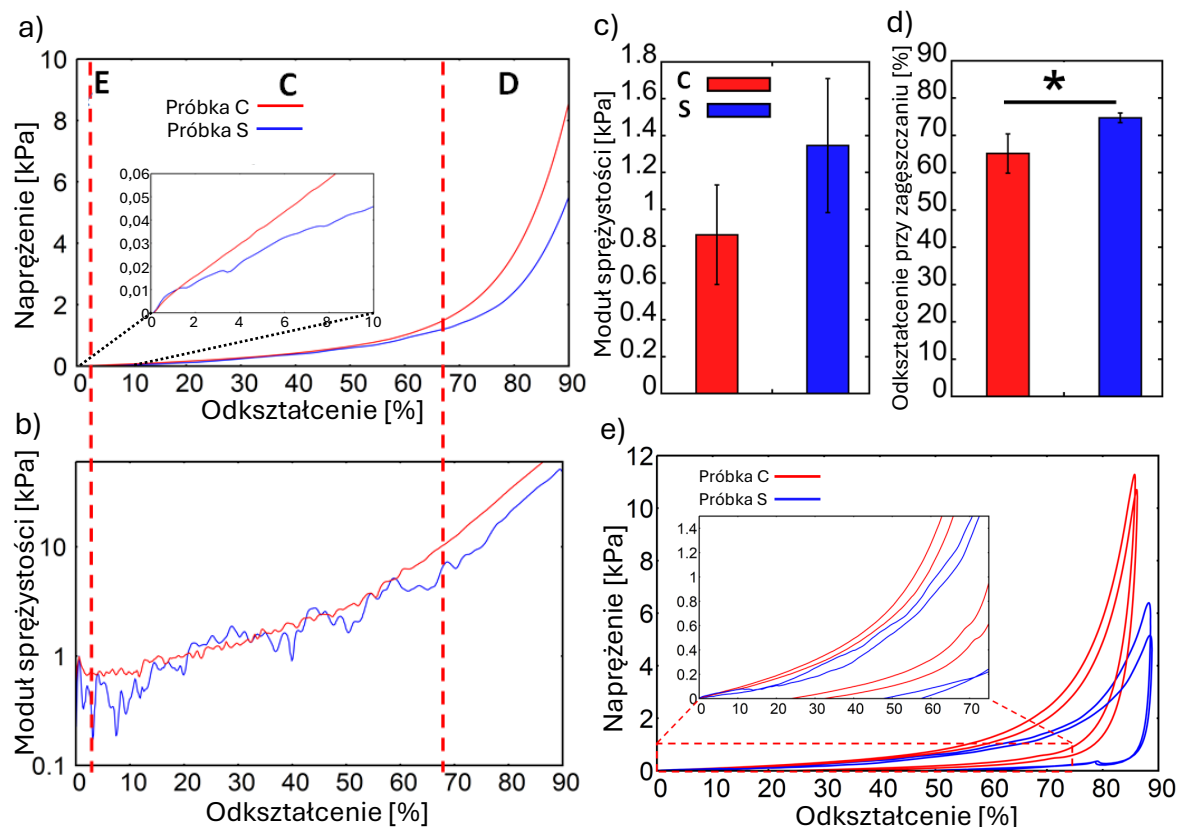 a)
Naprężenie [kPa]
10
8
6
4
2
0
E
C
D
Próbka C
Próbka S
0,06
0,05
0,04
0,03
0,02
0,01
0
0 2 4 6 8 10
0 10 20 30 40 50 60 70 80 90
Odkształcenie [%]
b)
Moduł sprężystości [kPa]
10
1
0.1
0 10 20 30 40 50 60 70 80 90
Odkształcenie [%]
c)
Moduł sprężystości [kPa]
1.8
1.6
1.4
1.2
1
0.8
0.6
0.4
0.2
0
C
S
d)
Odkształcenie przy zagęszczaniu [%]
90
80
70
60
50
40
30
20
10
0
*
e)
Naprężenie [kPa]
12
10
8
6
4
2
0
Próbka C
Próbka S
1.4
1.2
1
0.8
0.6
0.4
0.2
0
0 10 20 30 40 50 60 70
0 10 20 30 40 50 60 70 80 90
Odkształcenie [%]